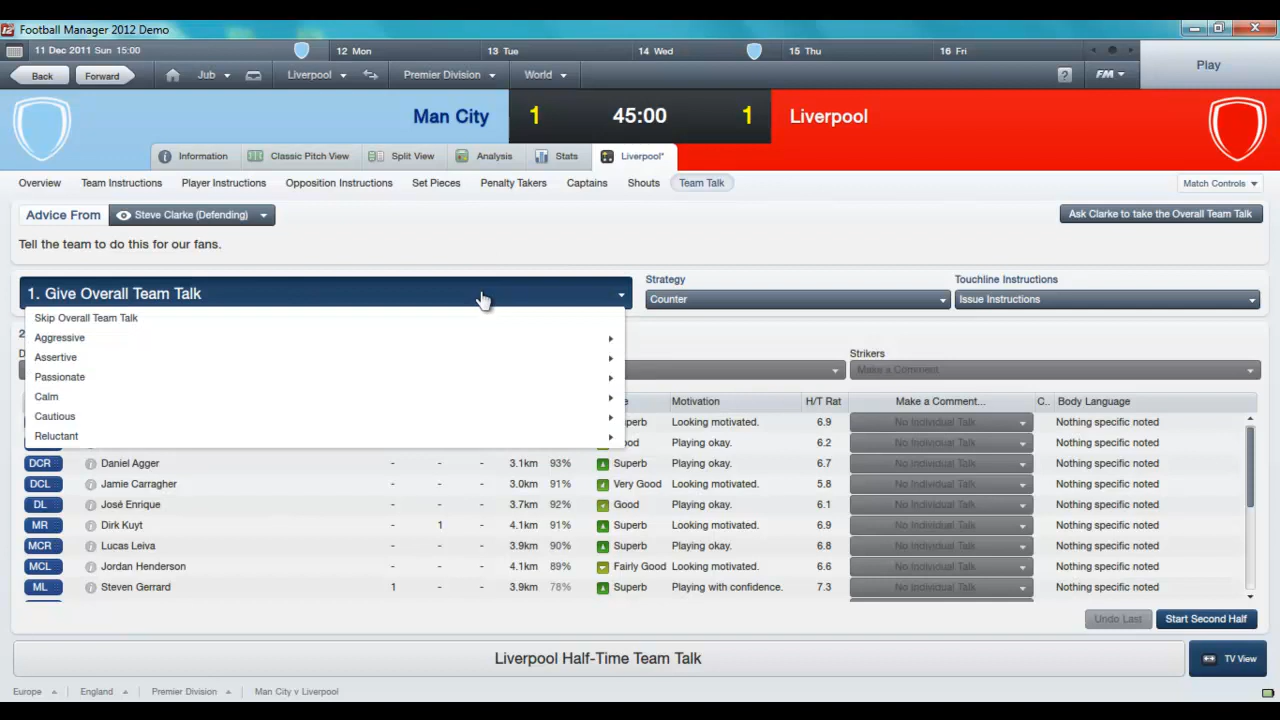 Football Manager 2012 Demo
11 Dec 2011 Sun 15:00 12 Mon 13 Tue 14 Wed 15 Thu 16 Fri
Back Forward Jub Liverpool Premier Division World ? FM Play
Man City 1 45:00 1 Liverpool
Information Classic Pitch View Split View Analysis Stats Liverpool*
Overview Team Instructions Player Instructions Opposition Instructions Set Pieces Penalty Takers Captains Shouts Team Talk Match Controls
Advice From Steve Clarke (Defending) Ask Clarke to take the Overall Team Talk
Tell the team to do this for our fans.
Strategy Touchline Instructions
1. Give Overall Team Talk Counter Issue Instructions
Skip Overall Team Talk
Aggressive
Assertive Strikers
Passionate Make a Comment
Calm Motivation H/T Rat Make a Comment... C.. Body Language
Cautious Looking motivated. 6.9 No Individual Talk Nothing specific noted
Reluctant Playing okay. 6.2 No Individual Talk Nothing specific noted
DCR Daniel Agger - - - 3.1km 93% Superb Playing okay. 6.7 No Individual Talk Nothing specific noted
DCL Jamie Carragher - - - 3.0km 91% Very Good Looking motivated. 5.8 No Individual Talk Nothing specific noted
DL José Enrique - - - 3.7km 92% Good Playing okay. 6.1 No Individual Talk Nothing specific noted
MR Dirk Kuyt - 1 - 4.1km 91% Superb Looking motivated. 6.9 No Individual Talk Nothing specific noted
MCR Lucas Leiva - - - 3.9km 90% Superb Playing okay. 6.8 No Individual Talk Nothing specific noted
MCL Jordan Henderson - - - 4.1km 89% Fairly Good Looking motivated. 6.6 No Individual Talk Nothing specific noted
ML Steven Gerrard 1 - - 3.9km 78% Superb Playing with confidence. 7.3 No Individual Talk Nothing specific noted
Undo Last Start Second Half
Liverpool Half-Time Team Talk TV View
Europe England Premier Division Man City v Liverpool